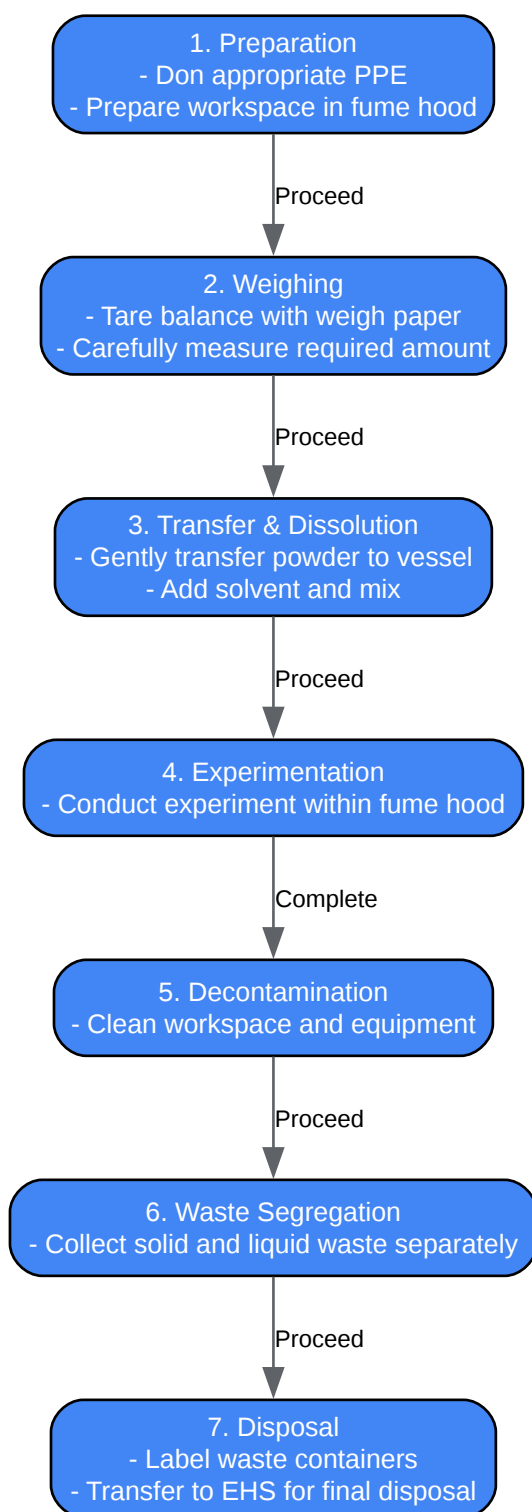 1. Preparation
- Don appropriate PPE
- Prepare workspace in fume hood
Proceed
2. Weighing
- Tare balance with weigh paper
- Carefully measure required amount
Proceed
3. Transfer & Dissolution
- Gently transfer powder to vessel
- Add solvent and mix
Proceed
4. Experimentation
- Conduct experiment within fume hood
Complete
5. Decontamination
- Clean workspace and equipment
Proceed
6. Waste Segregation
- Collect solid and liquid waste separately
Proceed
7. Disposal
- Label waste containers
- Transfer to EHS for final disposal